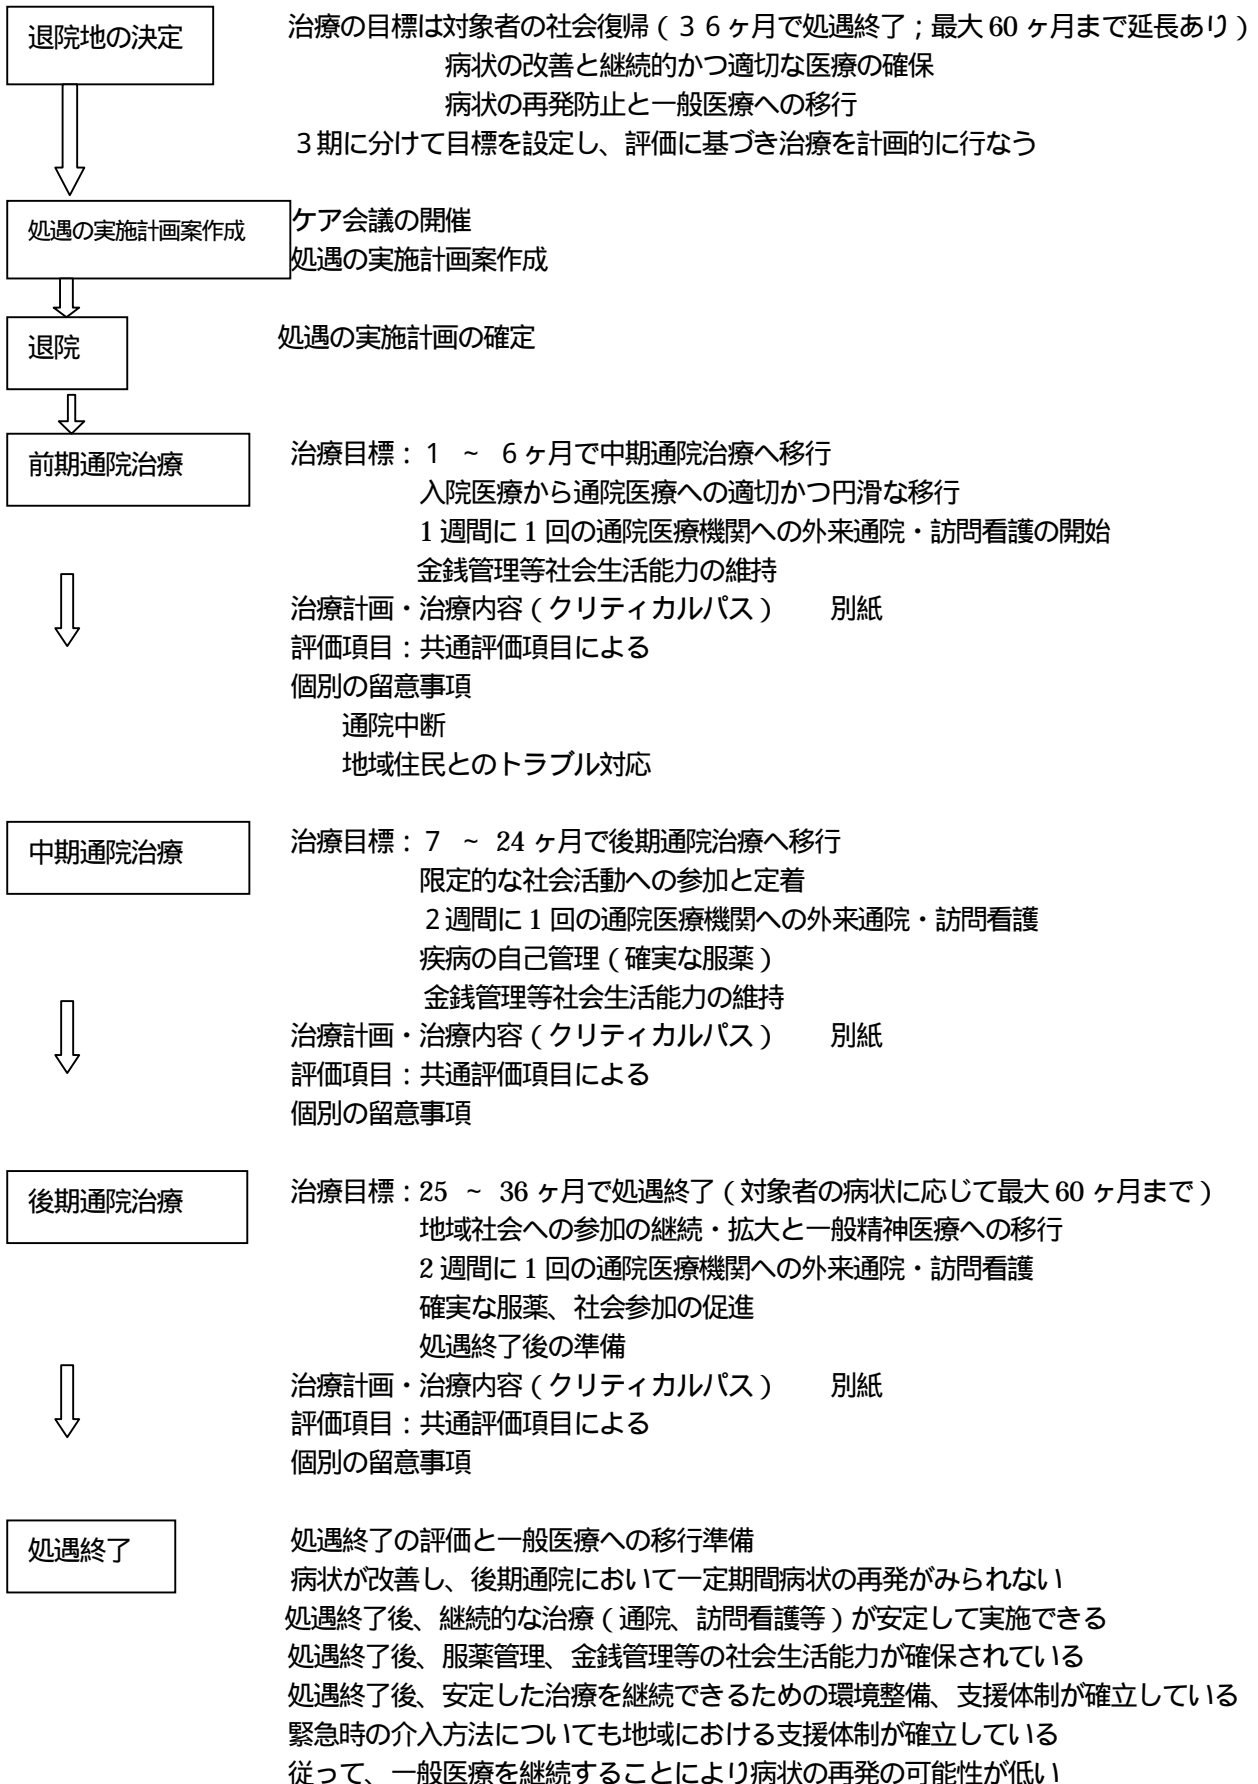 退院地の決定
治療の目標は対象者の社会復帰（３６ヶ月で処遇終了；最大60ヶ月まで延長あり）
病状の改善と継続的かつ適切な医療の確保
病状の再発防止と一般医療への移行
３期に分けて目標を設定し、評価に基づき治療を計画的に行なう
処遇の実施計画案作成
ケア会議の開催
処遇の実施計画案作成
退院
処遇の実施計画の確定
前期通院治療
治療目標：１ ~ ６ヶ月で中期通院治療へ移行
入院医療から通院医療への適切かつ円滑な移行
1週間に1回の通院医療機関への外来通院・訪問看護の開始
金銭管理等社会生活能力の維持
治療計画・治療内容（クリティカルパス）　　別紙
評価項目：共通評価項目による
個別の留意事項
通院中断
地域住民とのトラブル対応
中期通院治療
治療目標：７ ~ 24ヶ月で後期通院治療へ移行
限定的な社会活動への参加と定着
２週間に1回の通院医療機関への外来通院・訪問看護
疾病の自己管理（確実な服薬）
金銭管理等社会生活能力の維持
治療計画・治療内容（クリティカルパス）　　別紙
評価項目：共通評価項目による
個別の留意事項
後期通院治療
治療目標：25 ~ 36ヶ月で処遇終了（対象者の病状に応じて最大60ヶ月まで）
地域社会への参加の継続・拡大と一般精神医療への移行
2週間に1回の通院医療機関への外来通院・訪問看護
確実な服薬、社会参加の促進
処遇終了後の準備
治療計画・治療内容（クリティカルパス）　　別紙
評価項目：共通評価項目による
個別の留意事項
処遇終了
処遇終了の評価と一般医療への移行準備
病状が改善し、後期通院において一定期間病状の再発がみられない
処遇終了後、継続的な治療（通院、訪問看護等）が安定して実施できる
処遇終了後、服薬管理、金銭管理等の社会生活能力が確保されている
処遇終了後、安定した治療を継続できるための環境整備、支援体制が確立している
緊急時の介入方法についても地域における支援体制が確立している
従って、一般医療を継続することにより病状の再発の可能性が低い